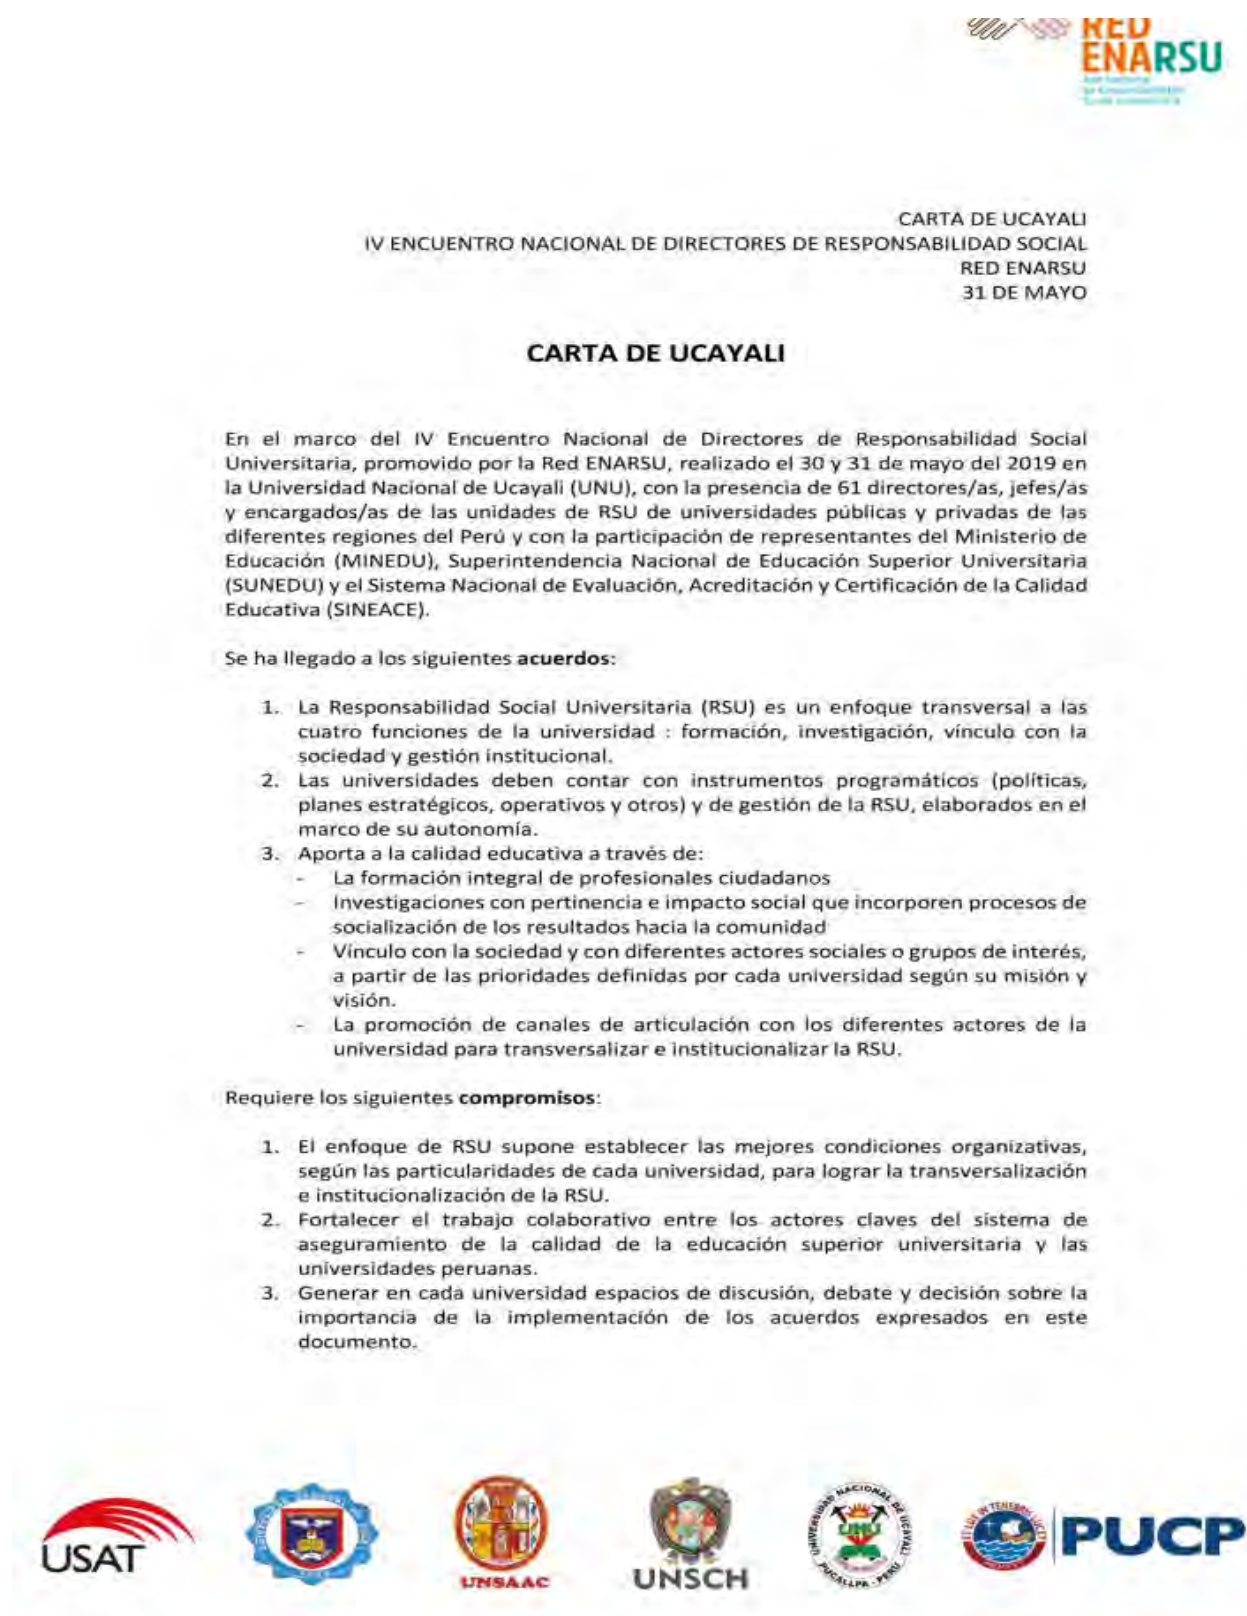 RED
ENARSU
CARTA DE UCAYALI
IV ENCUENTRO NACIONAL DE DIRECTORES DE RESPONSABILIDAD SOCIAL
RED ENARSU
31 DE MAYO
CARTA DE UCAYALI
En el marco del IV Encuentro Nacional de Directores de Responsabilidad Social
Universitaria, promovido por la Red ENARSU, realizado el 30 y 31 de mayo del 2019 en
la Universidad Nacional de Ucayali (UNU), con la presencia de 61 directores/as, jefes/as
y encargados/as de las unidades de RSU de universidades públicas y privadas de las
diferentes regiones del Perú y con la participación de representantes del Ministerio de
Educación (MINEDU), Superintendencia Nacional de Educación Superior Universitaria
(SUNEDU) y el Sistema Nacional de Evaluación, Acreditación y Certificación de la Calidad
Educativa (SINEACE).
Se ha llegado a los siguientes acuerdos:
1. La Responsabilidad Social Universitaria (RSU) es un enfoque transversal a las
cuatro funciones de la universidad : formación, investigación, vínculo con la
sociedad y gestión institucional.
2. Las universidades deben contar con instrumentos programáticos (políticas,
planes estratégicos, operativos y otros) y de gestión de la RSU, elaborados en el
marco de su autonomía.
3. Aporta a la calidad educativa a través de:
- La formación integral de profesionales ciudadanos
- Investigaciones con pertinencia e impacto social que incorporen procesos de
socialización de los resultados hacia la comunidad
- Vínculo con la sociedad y con diferentes actores sociales o grupos de interés,
a partir de las prioridades definidas por cada universidad según su misión y
visión.
- La promoción de canales de articulación con los diferentes actores de la
universidad para transversalizar e institucionalizar la RSU.
Requiere los siguientes compromisos:
1. El enfoque de RSU supone establecer las mejores condiciones organizativas,
según las particularidades de cada universidad, para lograr la transversalización
e institucionalización de la RSU.
2. Fortalecer el trabajo colaborativo entre los actores claves del sistema de
aseguramiento de la calidad de la educación superior universitaria y las
universidades peruanas.
3. Generar en cada universidad espacios de discusión, debate y decisión sobre la
importancia de la implementación de los acuerdos expresados en este
documento.
USAT
UNSAAC
UNSCH
UNIVERSIDAD NACIONAL DE UCAYALI
UNU
PUCALLPA - PERU
PUCP